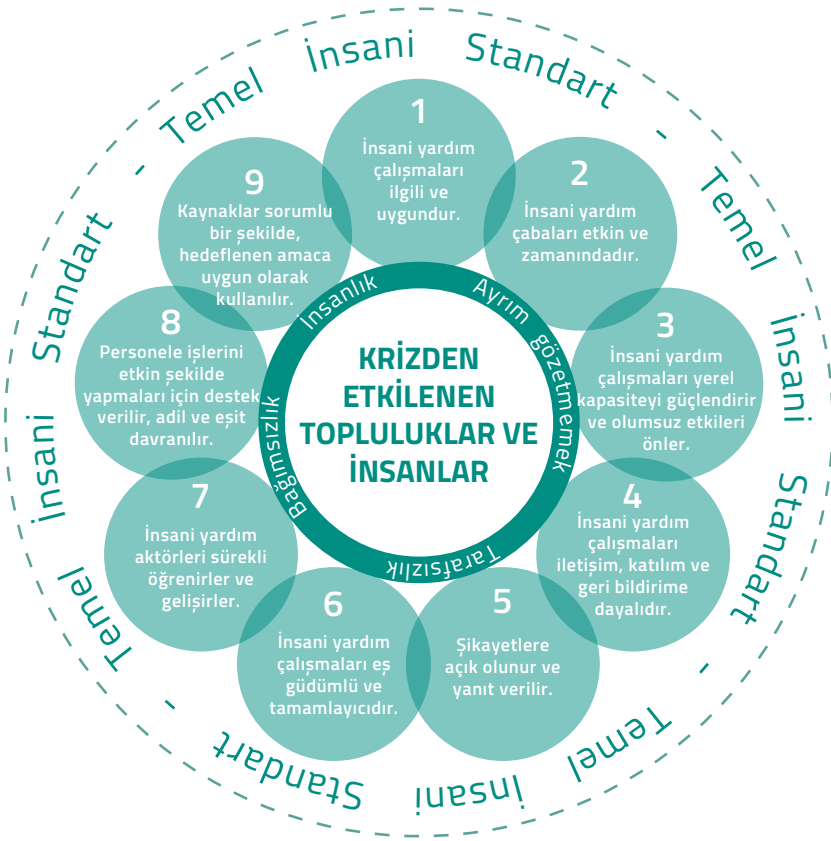 Temel İnsani Standart - Temel İnsani Standart - Temel İnsani Standart - Temel İnsani Standart -
1
İnsani yardım
çalışmaları
ilgili ve
uygundur.
2
İnsani yardım
çabaları etkin ve
zamanındadır.
3
İnsani yardım
çalışmaları yerel
kapasiteyi güçlendirir
ve olumsuz etkileri
önler.
4
İnsani yardım
çalışmaları
iletişim, katılım ve
geri bildirime
dayalıdır.
5
Şikayetlere
açık olunur ve
yanıt verilir.
6
İnsani yardım
çalışmaları eş
güdümlü ve
tamamlayıcıdır.
7
İnsani yardım
aktörleri sürekli
öğrenirler ve
gelişirler.
8
Personele işlerini
etkin şekilde
yapmaları için destek
verilir, adil ve eşit
davranılır.
9
Kaynaklar sorumlu
bir şekilde,
hedeflenen amaca
uygun olarak
kullanılır.
İnsanlık
Ayrım gözetmemek
Tarafsızlık
Bağımsızlık
KRİZDEN
ETKİLENEN
TOPLULUKLAR VE
İNSANLAR